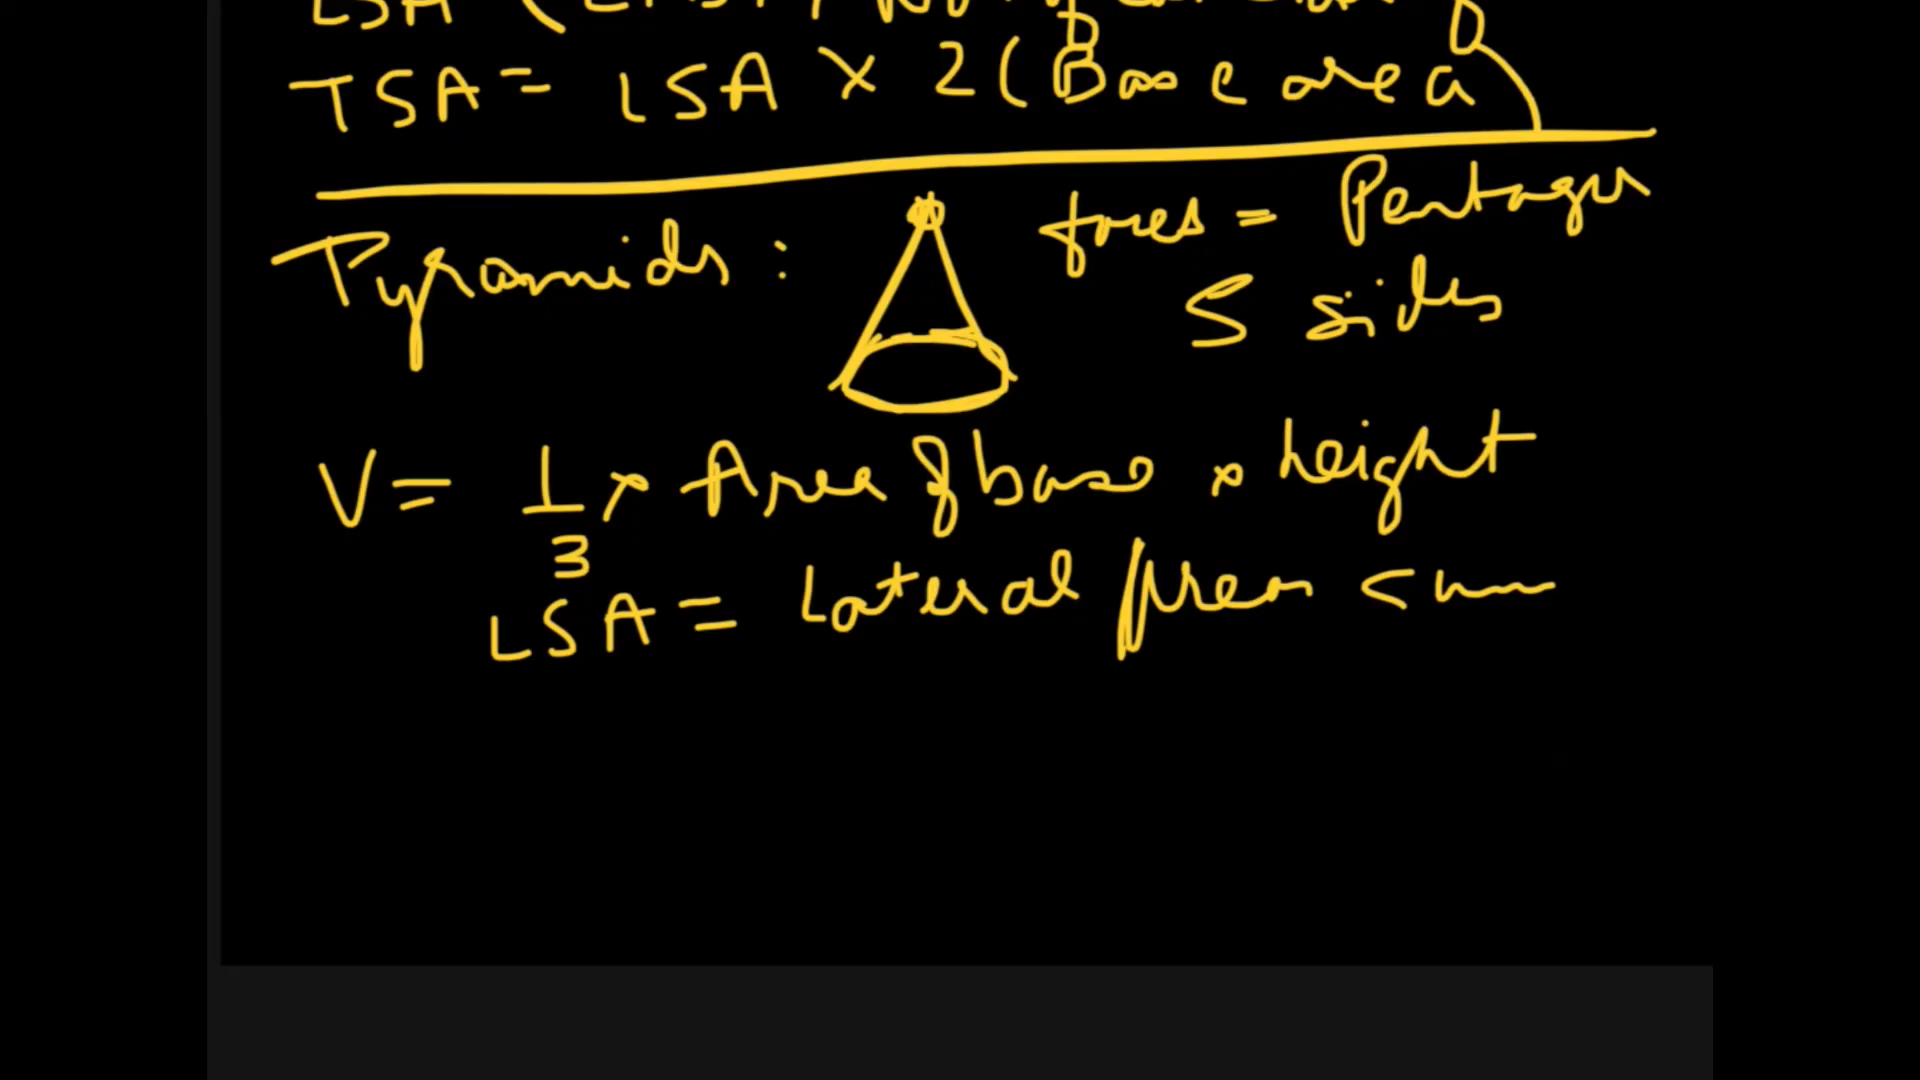 LSA
TSA = LSA × 2 (Base area
Pyramids : faces = Pentagon
5 sides
V = 1/3 × Area of base × height
LSA = Lateral Area